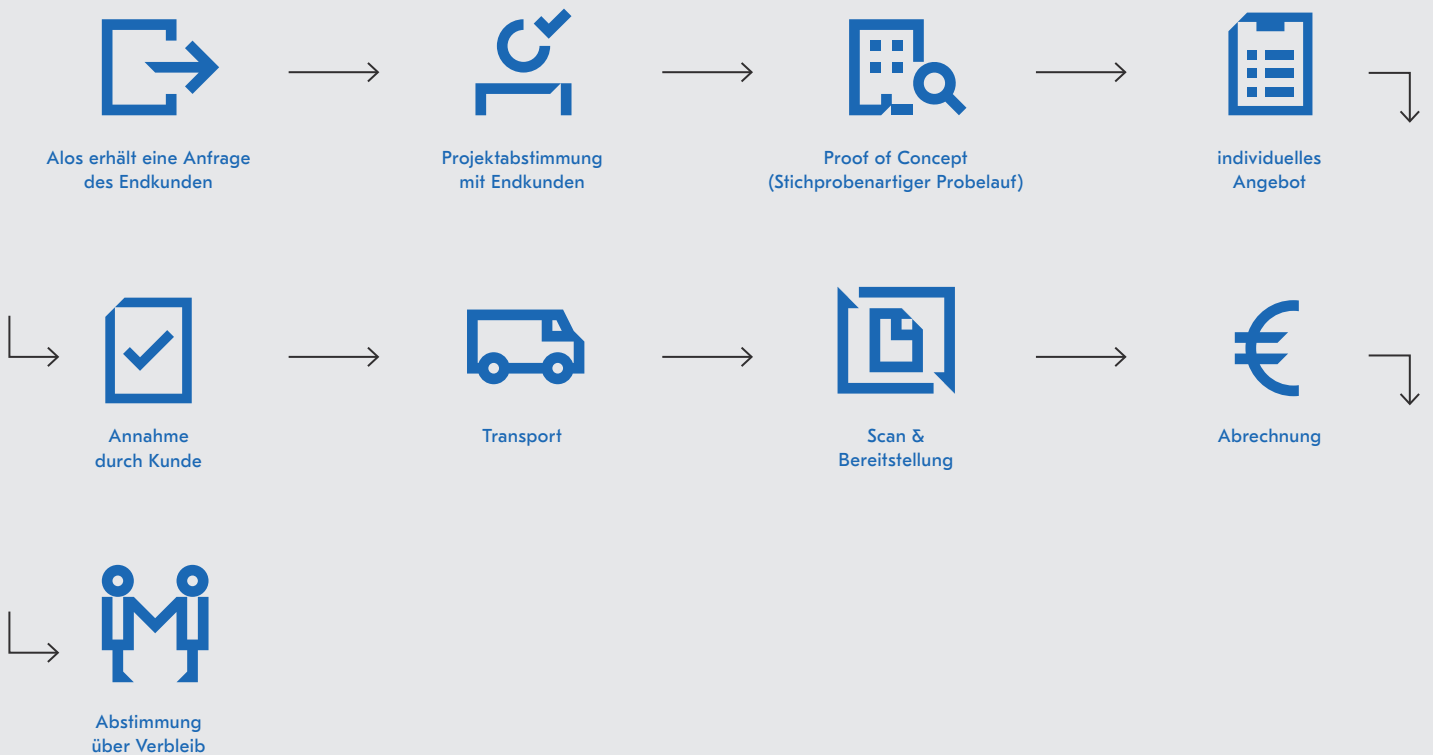 Alos erhält eine Anfrage
des Endkunden
Projektabstimmung
mit Endkunden
Proof of Concept
(Stichprobenartiger Probelauf)
individuelles
Angebot
Annahme
durch Kunde
Transport
Scan &
Bereitstellung
Abrechnung
Abstimmung
über Verbleib